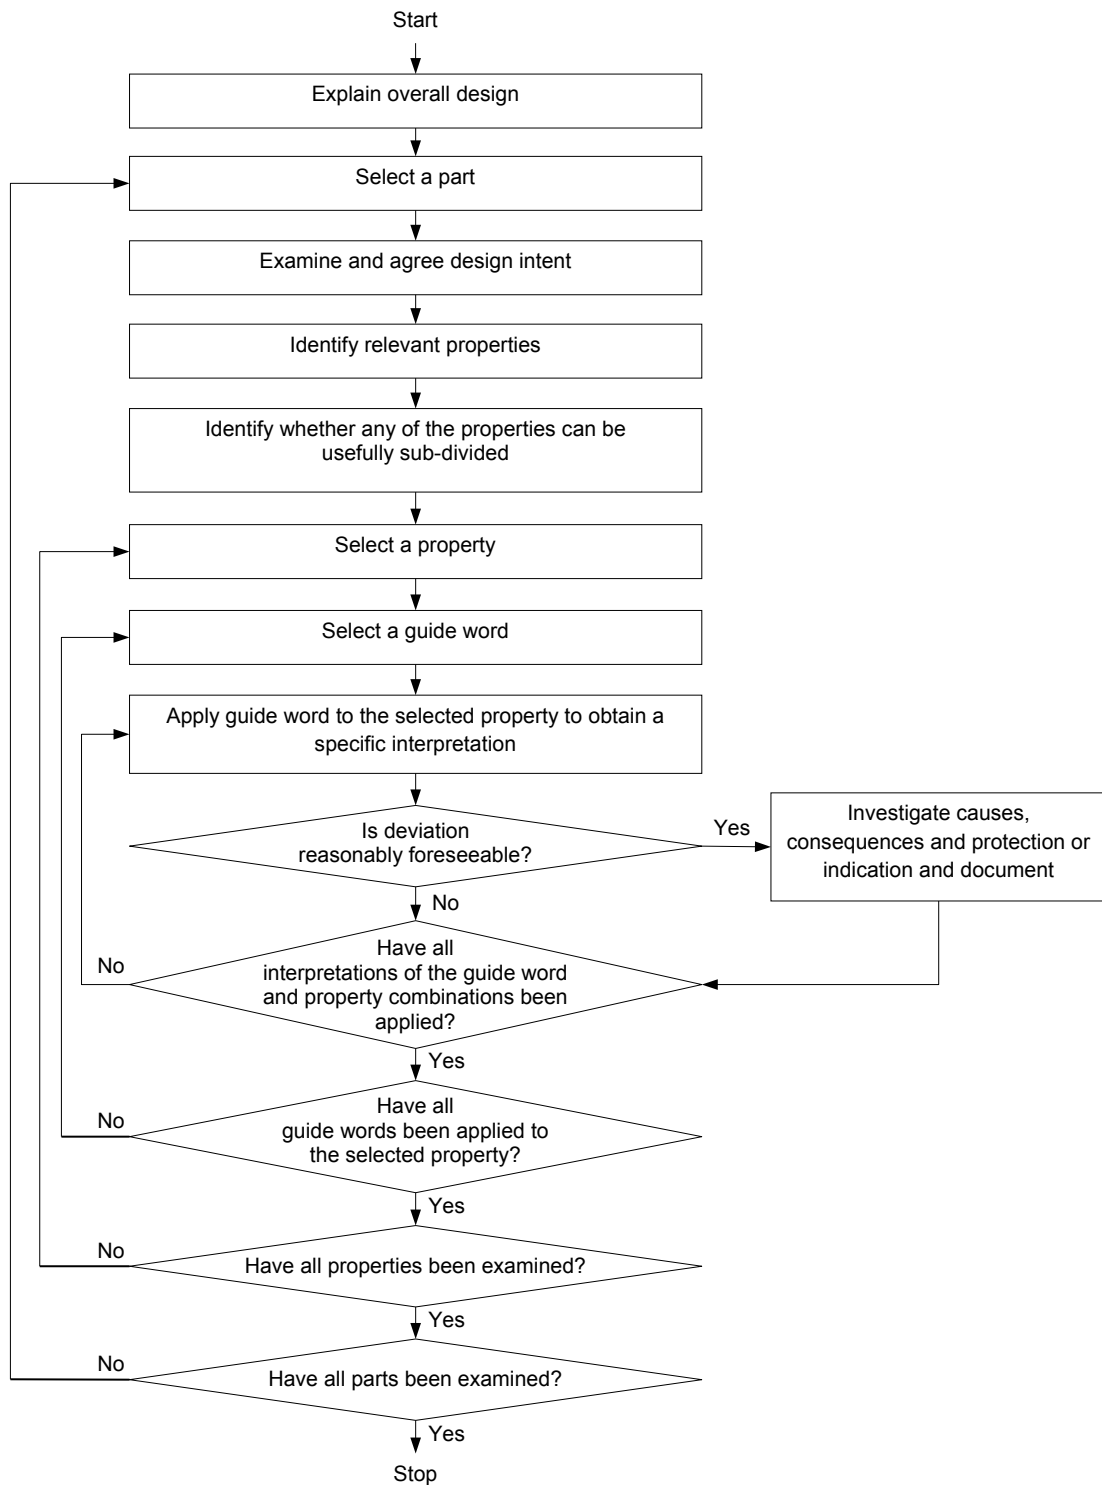 Start
Explain overall design
Select a part
Examine and agree design intent
Identify relevant properties
Identify whether any of the properties can be
usefully sub-divided
Select a property
Select a guide word
Apply guide word to the selected property to obtain a
specific interpretation
Is deviation
reasonably foreseeable?
Yes
Investigate causes,
consequences and protection or
indication and document
No
Have all
interpretations of the guide word
and property combinations been
applied?
No
Yes
Have all
guide words been applied to
the selected property?
No
Yes
Have all properties been examined?
No
Yes
Have all parts been examined?
No
Yes
Stop